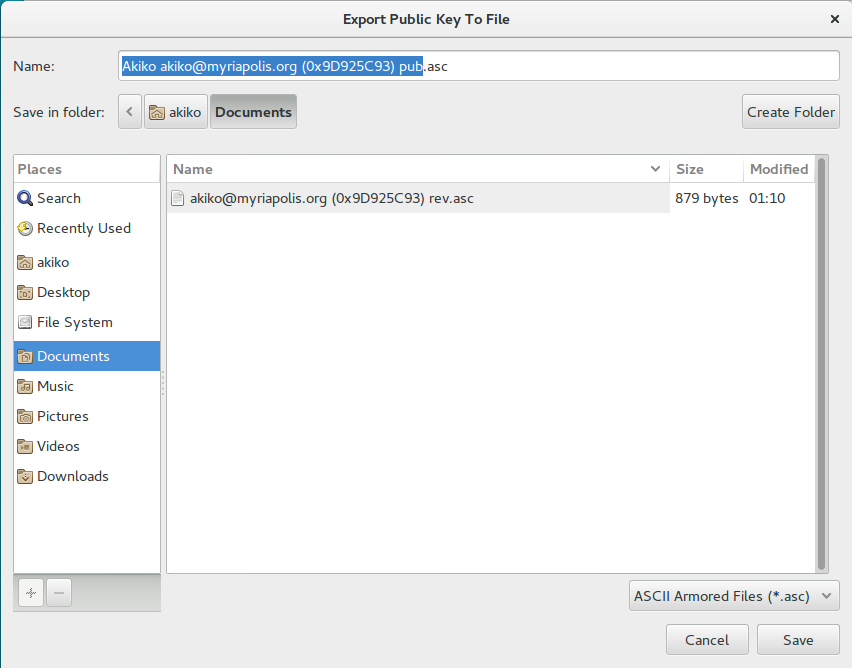 Export Public Key To File
Name: Akiko akiko@myriapolis.org (0x9D925C93) pub.asc
Save in folder: akiko Documents Create Folder
Places
Search
Recently Used
akiko
Desktop
File System
Documents
Music
Pictures
Videos
Downloads
Name Size Modified
akiko@myriapolis.org (0x9D925C93) rev.asc 879 bytes 01:10
ASCII Armored Files (*.asc)
Cancel Save